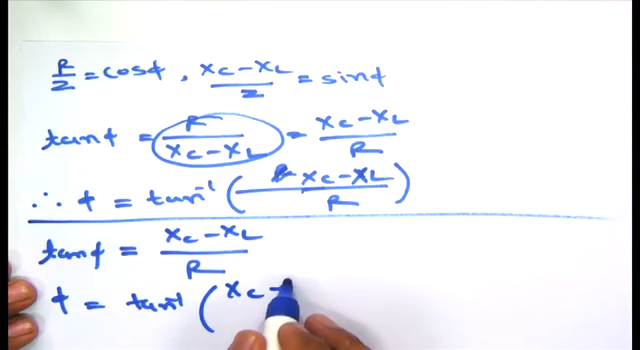 R/Z = cosϕ , Xc - XL/Z = sinϕ
tanϕ = R/Xc - XL = Xc - XL/R
∴ ϕ = tan⁻¹ (Xc - XL/R)
tanϕ = Xc - XL/R
ϕ = tan⁻¹ (Xc -